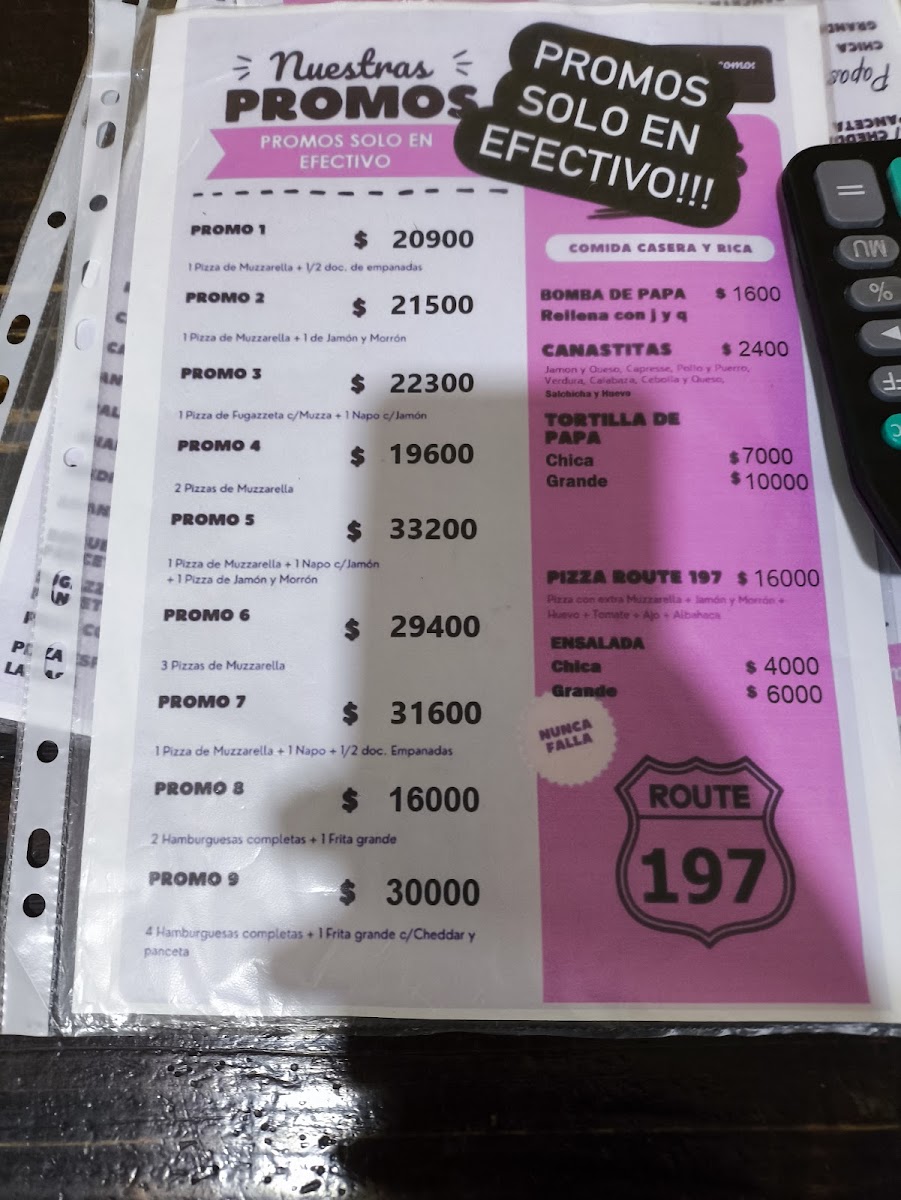 Nuestras
PROMOS
PROMOS SOLO EN
EFECTIVO
PROMOS
SOLO EN
EFECTIVO!!!
PROMO 1
$ 20900
1 Pizza de Muzzarella + 1/2 doc. de empanadas
PROMO 2
$ 21500
1 Pizza de Muzzarella + 1 de Jamón y Morrón
PROMO 3
$ 22300
1 Pizza de Fugazzeta c/Muzza + 1 Napo c/Jamón
PROMO 4
$ 19600
2 Pizzas de Muzzarella
PROMO 5
$ 33200
1 Pizza de Muzzarella + 1 Napo c/Jamón
+ 1 Pizza de Jamón y Morrón
PROMO 6
$ 29400
3 Pizzas de Muzzarella
PROMO 7
$ 31600
1 Pizza de Muzzarella + 1 Napo + 1/2 doc. Empanadas
PROMO 8
$ 16000
2 Hamburguesas completas + 1 Frita grande
PROMO 9
$ 30000
4 Hamburguesas completas + 1 Frita grande c/Cheddar y
panceta
COMIDA CASERA Y RICA
BOMBA DE PAPA $ 1600
Rellena con j y q
CANASTITAS $ 2400
Jamon y Queso, Capresse, Pollo y Puerro,
Verdura, Calabara, Cebolla y Queso,
Salchicha y Huevo
TORTILLA DE
PAPA
Chica $ 7000
Grande $ 10000
PIZZA ROUTE 197 $ 16000
Pizza con extra Muzzarella + Jamón y Morrón +
Huevo + Tomate + Ajo + Albahaca
ENSALADA
Chica $ 4000
Grande $ 6000
NUNCA
FALLA
ROUTE
197
GRANDE
CHICA
Papas
PANCETA
=
MU
%